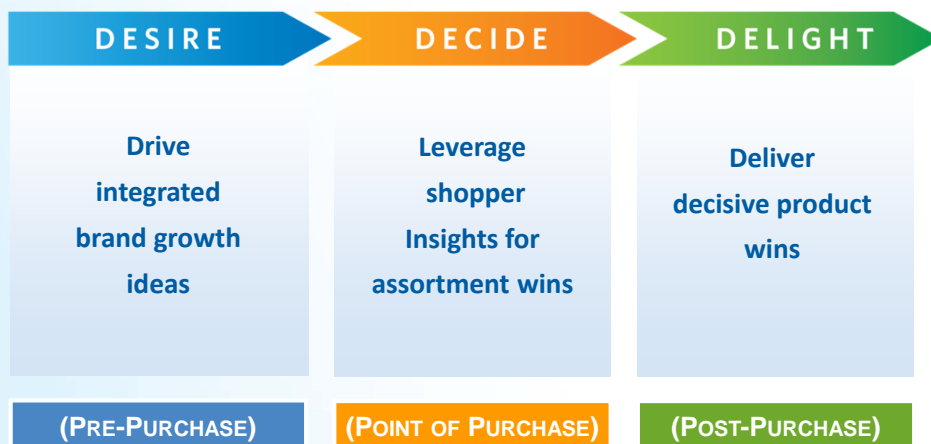 DESIRE
Drive
integrated
brand growth
ideas
(PRE-PURCHASE)
DECIDE
Leverage
shopper
Insights for
assortment wins
(POINT OF PURCHASE)
DELIGHT
Deliver
decisive product
wins
(POST-PURCHASE)